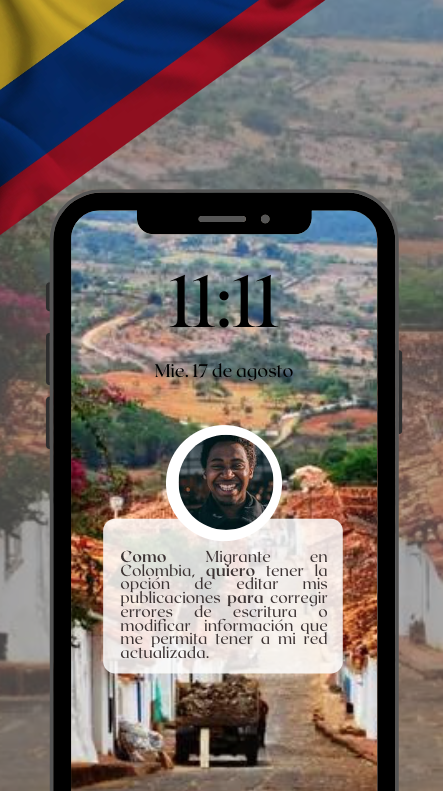 11:11
Mie. 17 de agosto
Como Migrante en
Colombia, quiero tener la
opción de editar mis
publicaciones para corregir
errores de escritura o
modificar información que
me permita tener a mi red
actualizada.